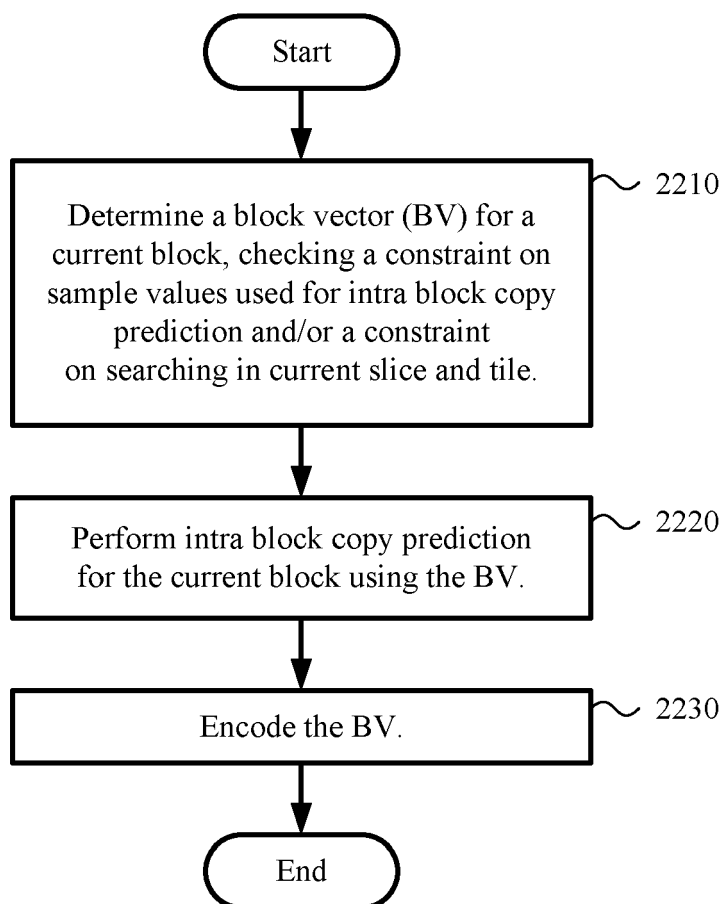 Start
2210
Determine a block vector (BV) for a
current block, checking a constraint on
sample values used for intra block copy
prediction and/or a constraint
on searching in current slice and tile.
2220
Perform intra block copy prediction
for the current block using the BV.
2230
Encode the BV.
End